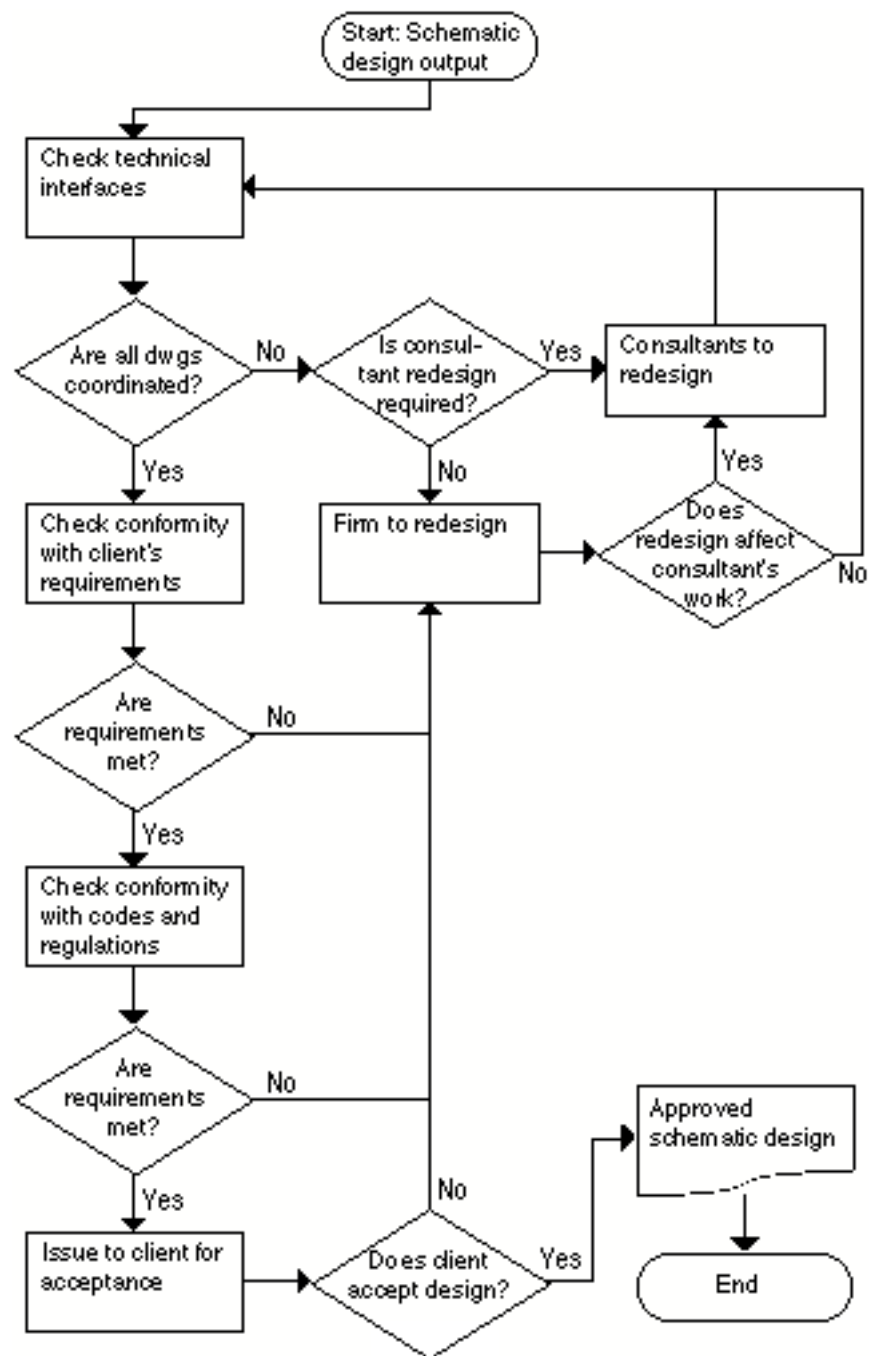 Start: Schematic
design output
Check technical
interfaces
Are all dwgs
coordinated?
No
Is consul-
tant redesign
required?
Yes
Consultants to
redesign
Yes
No
Yes
Check conformity
with client's
requirements
Firm to redesign
Does
redesign affect
consultant's
work?
No
Are
requirements
met?
No
Yes
Check conformity
with codes and
regulations
Are
requirements
met?
No
Approved
schematic design
Yes
No
Issue to client for
acceptance
Does client
accept design?
Yes
End